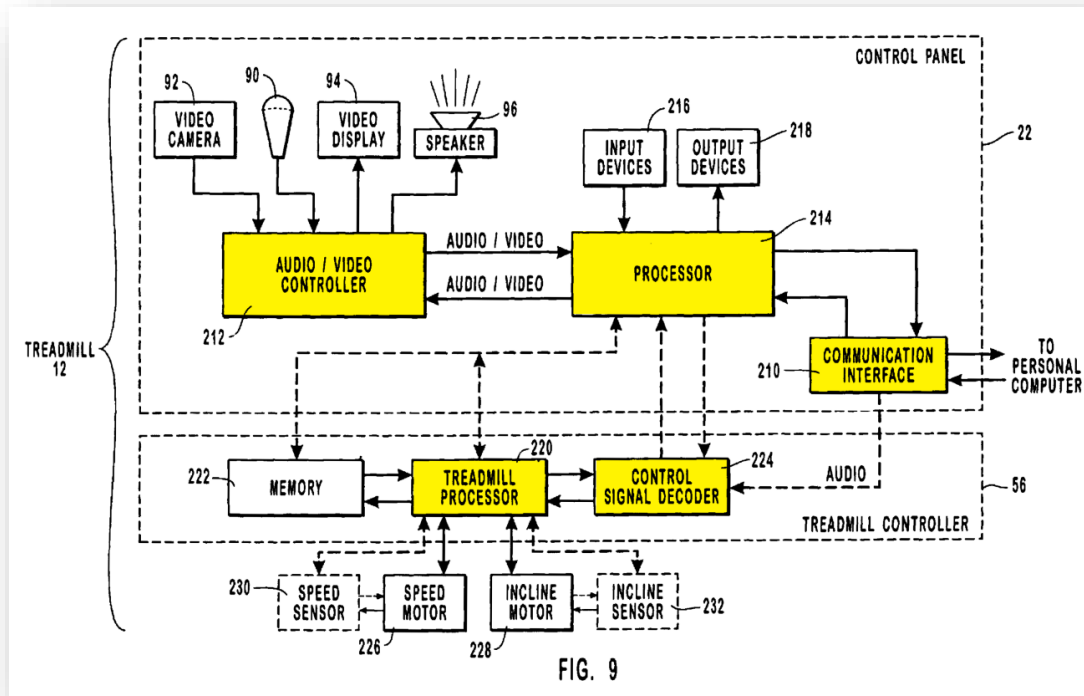 CONTROL PANEL
92
90
94
96
VIDEO
CAMERA
VIDEO
DISPLAY
SPEAKER
216
INPUT
DEVICES
218
OUTPUT
DEVICES
22
214
AUDIO / VIDEO
CONTROLLER
212
AUDIO / VIDEO
AUDIO / VIDEO
PROCESSOR
TREADMILL
12
210
COMMUNICATION
INTERFACE
TO
PERSONAL
COMPUTER
222
MEMORY
220
TREADMILL
PROCESSOR
224
CONTROL
SIGNAL DECODER
AUDIO
56
TREADMILL CONTROLLER
230
SPEED
SENSOR
SPEED
MOTOR
226
INCLINE
MOTOR
228
INCLINE
SENSOR
232
FIG. 9